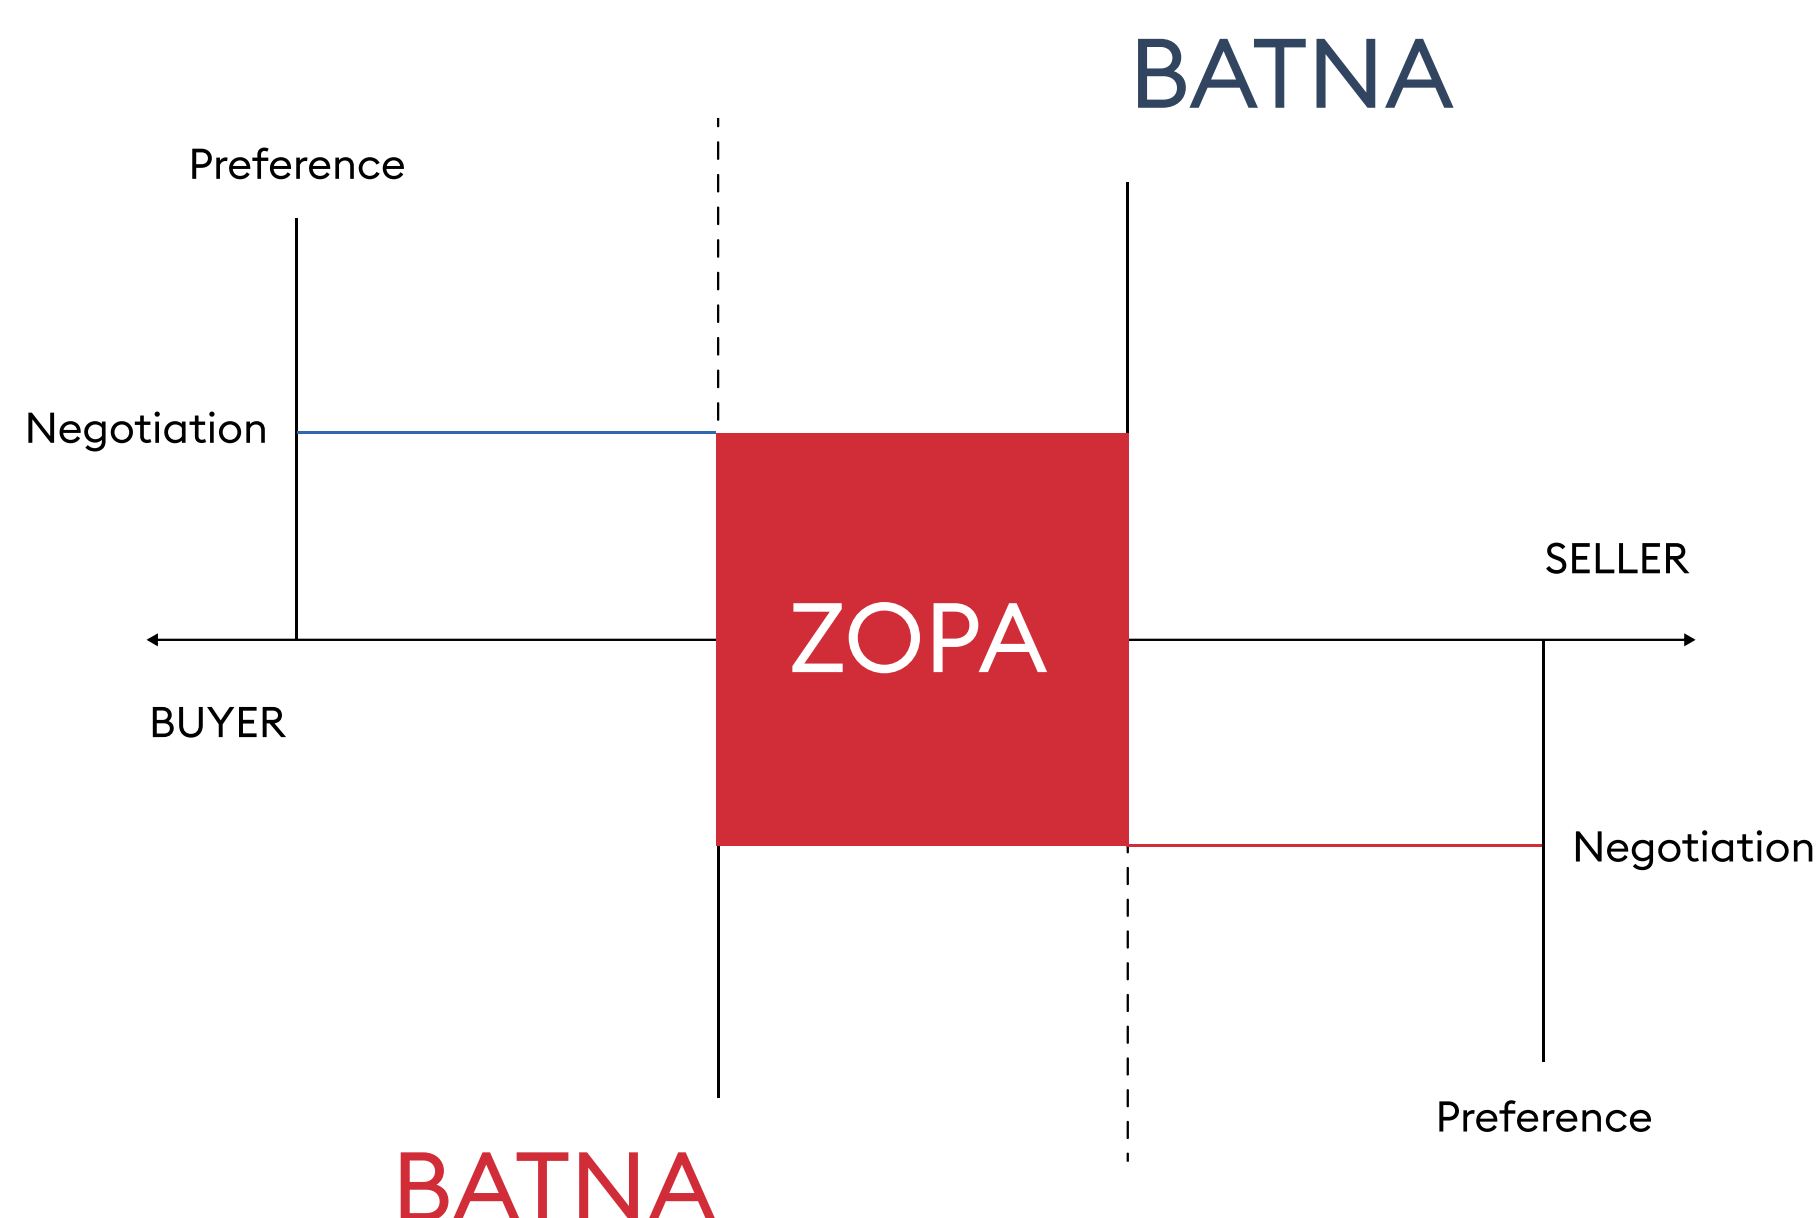 BATNA
Preference
Negotiation
SELLER
ZOPA
BUYER
Negotiation
Preference
BATNA